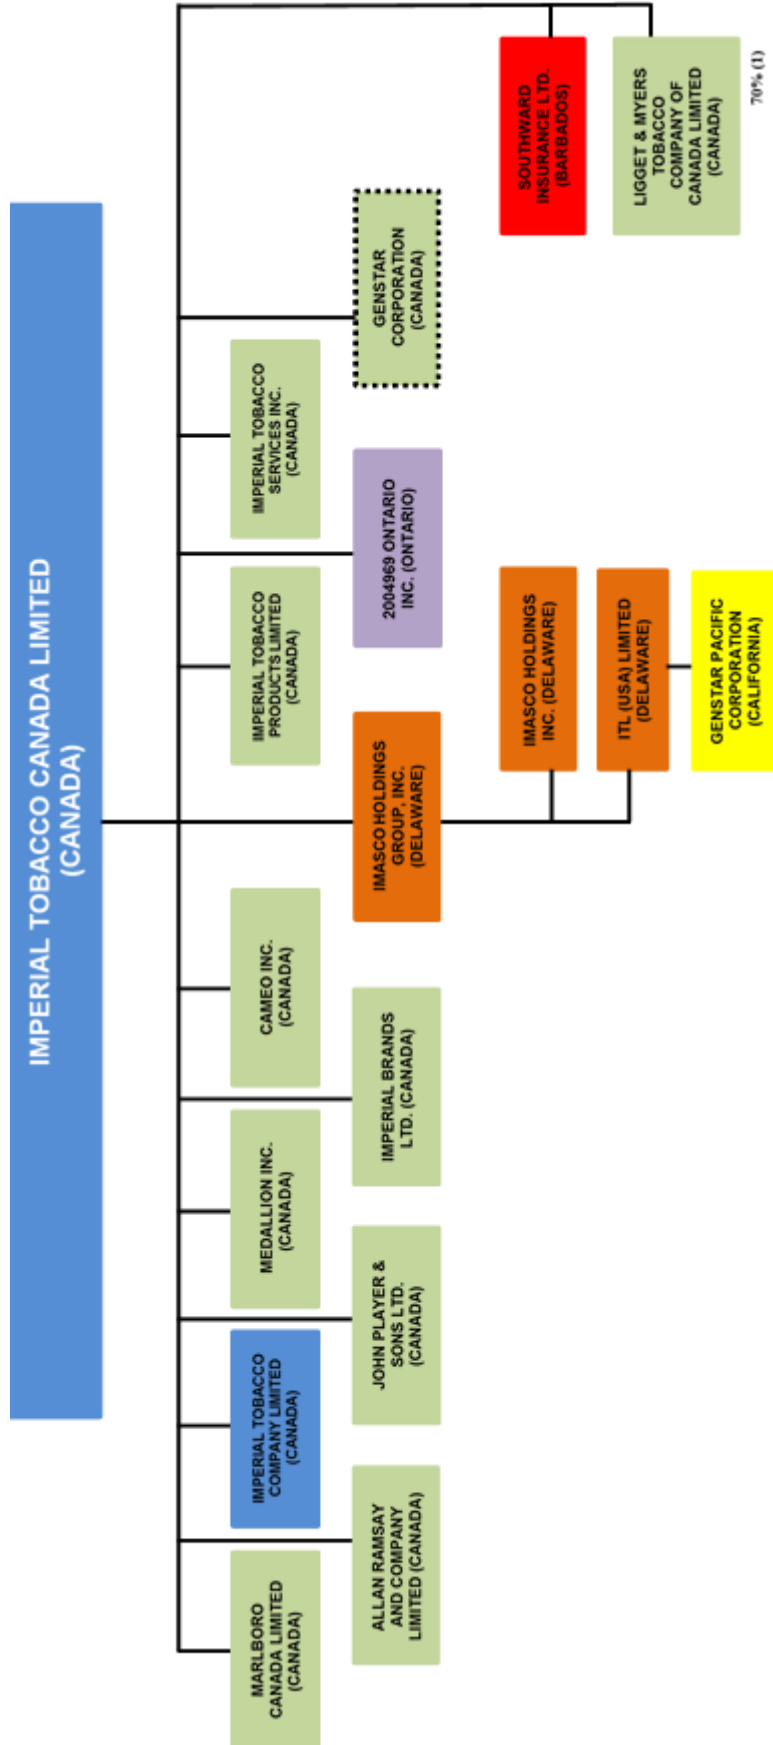 IMPERIAL TOBACCO CANADA LIMITED
(CANADA)
MARLBORO
CANADA LIMITED
(CANADA)
IMPERIAL TOBACCO
COMPANY LIMITED
(CANADA)
MEDALLION INC.
(CANADA)
CAMEO INC.
(CANADA)
IMPERIAL TOBACCO
PRODUCTS LIMITED
(CANADA)
IMPERIAL TOBACCO
SERVICES INC.
(CANADA)
ALLAN RAMSAY
AND COMPANY
LIMITED (CANADA)
JOHN PLAYER &
SONS LTD.
(CANADA)
IMPERIAL BRANDS
LTD. (CANADA)
IMASCO HOLDINGS
GROUP, INC.
(DELAWARE)
2004969 ONTARIO
INC. (ONTARIO)
GENSTAR
CORPORATION
(CANADA)
IMASCO HOLDINGS
INC. (DELAWARE)
ITL (USA) LIMITED
(DELAWARE)
GENSTAR PACIFIC
CORPORATION
(CALIFORNIA)
SOUTHWARD
INSURANCE LTD.
(BARBADOS)
LIGGET & MYERS
TOBACCO
COMPANY OF
CANADA LIMITED
(CANADA)
70% (1)